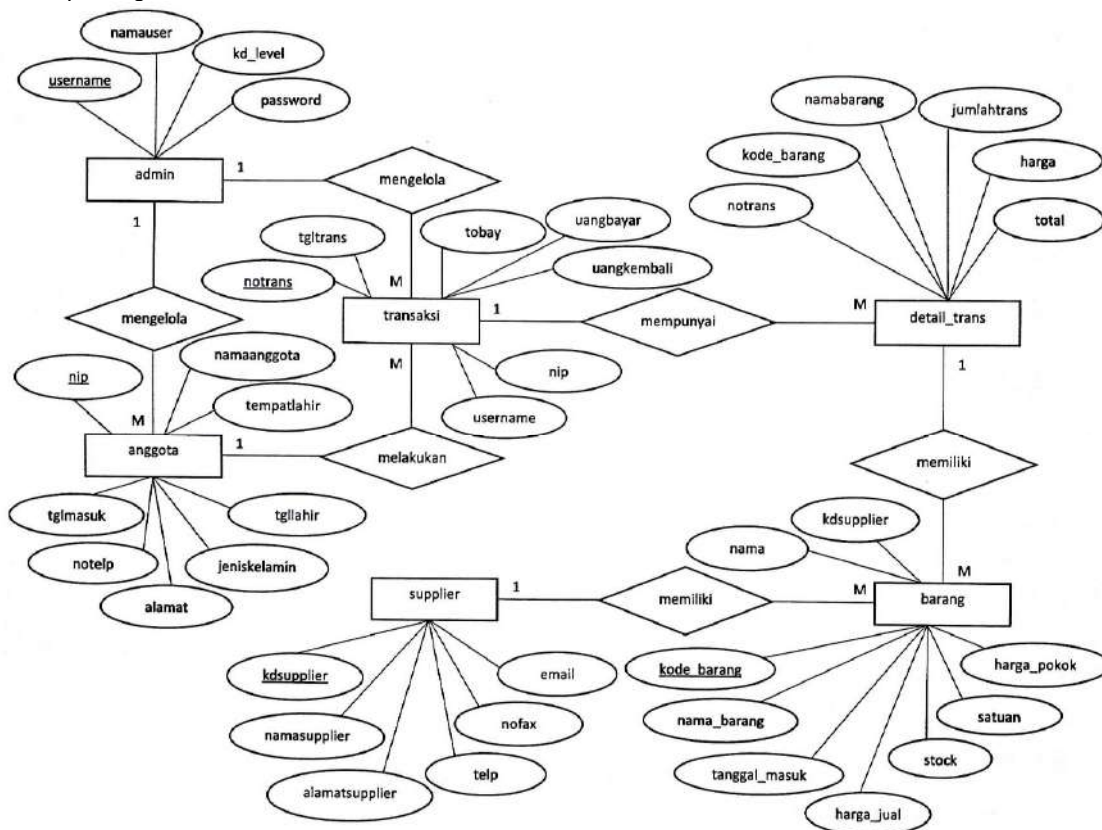 namauser
kd_level
username
password
admin
1
mengelola
1
mengelola
M
namabarang
jumlahtrans
kode_barang
harga
notrans
total
tgltrans
tobay
uangbayar
notrans
uangkembali
M
transaksi
1
mempunyai
M
detail_trans
M
1
nip
username
nip
namaanggota
tempatlahir
M
anggota
1
melakukan
memiliki
tglmasuk
tgllahir
notelp
jeniskelamin
alamat
kdsupplier
nama
M
supplier
1
memiliki
M
barang
kdsupplier
email
namasupplier
nofax
alamatsupplier
telp
kode_barang
harga_pokok
nama_barang
satuan
tanggal_masuk
stock
harga_jual